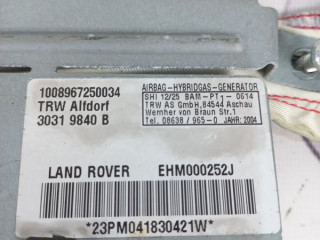 1008967250034
TRW Alfdorf
3031 9840 B
AIRBAG-HYBRIDGAS-GENERATOR
SHI 12/25 BAM-PT1-0614
TRW AS GmbH,84544 Aschau
Wernher von Braun Str.1
Tel. 08638 / 965-0 JAHR: 2004
LAND ROVER EHM000252J
*23PM041830421W*